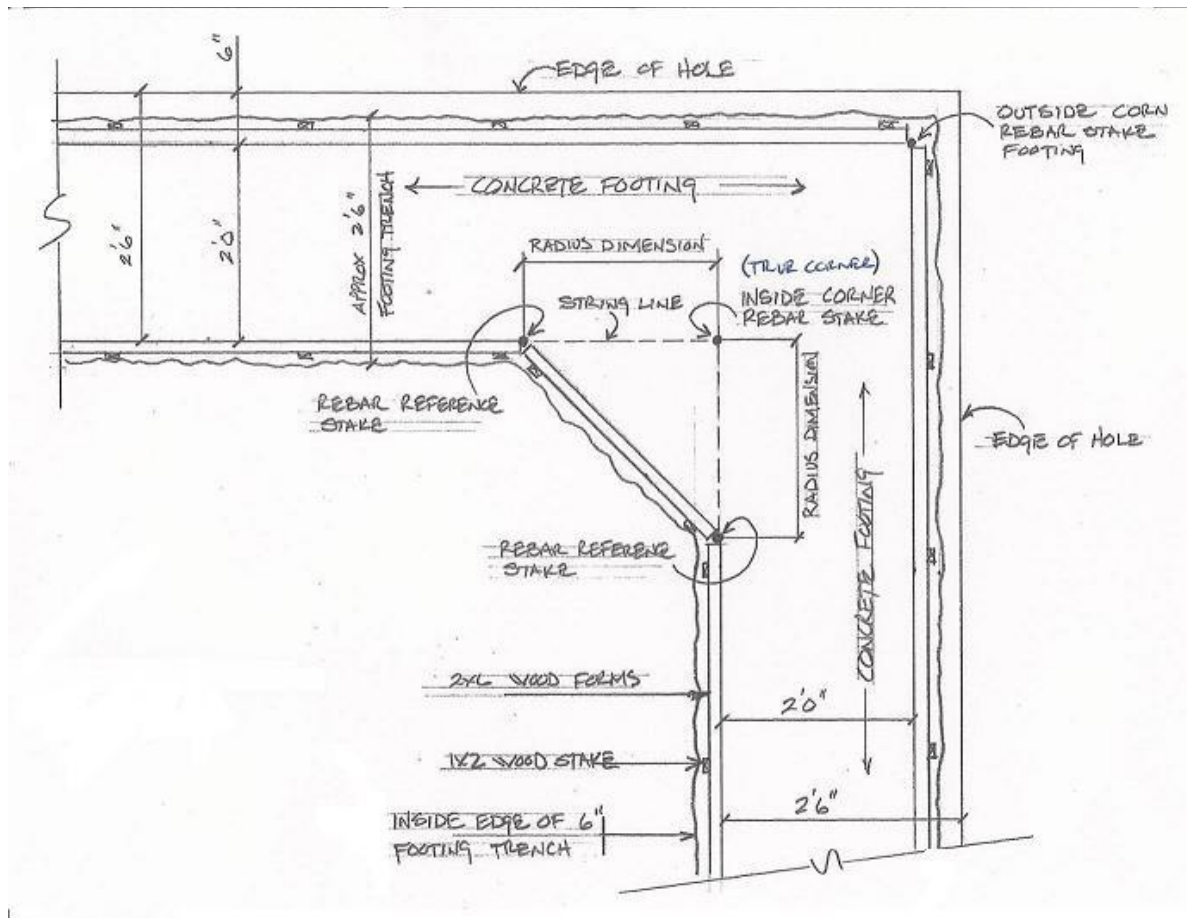 6"
EDGE OF HOLE
OUTSIDE CORN
REBAR STAKE
FOOTING
CONCRETE FOOTING
2'6"
2'0"
APPROX 2'6"
FOOTING TRENCH
RADIUS DIMENSION
(TRUE CORNER)
STRING LINE
INSIDE CORNER
REBAR STAKE
RADIUS DIMENSION
REBAR REFERENCE
STAKE
EDGE OF HOLE
CONCRETE FOOTING
REBAR REFERENCE
STAKE
2X6 WOOD FORMS
2'0"
1X2 WOOD STAKE
2'6"
INSIDE EDGE OF 6"
FOOTING TRENCH